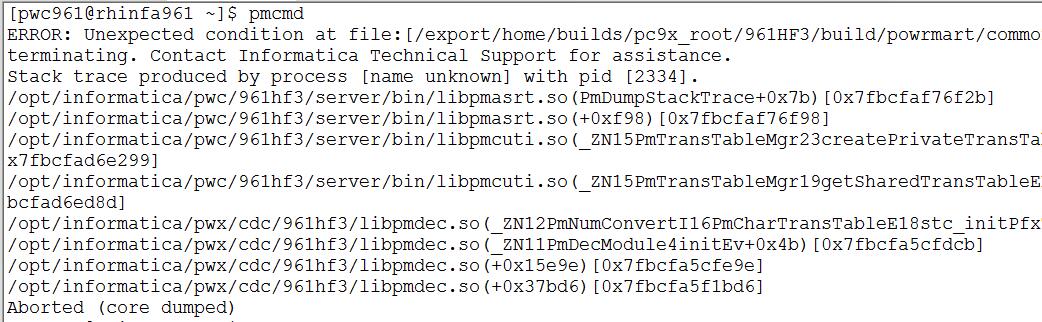 [pwc961@rhinfa961 ~]$ pmcmd
ERROR: Unexpected condition at file:[/export/home/builds/pc9x_root/961HF3/build/powrmart/commo
terminating. Contact Informatica Technical Support for assistance.
Stack trace produced by process [name unknown] with pid [2334].
/opt/informatica/pwc/961hf3/server/bin/libpmasrt.so(PmDumpStackTrace+0x7b)[0x7fbcfaf76f2b]
/opt/informatica/pwc/961hf3/server/bin/libpmasrt.so(+0xf98)[0x7fbcfaf76f98]
/opt/informatica/pwc/961hf3/server/bin/libpmcuti.so(_ZN15PmTransTableMgr23createPrivateTransTa
x7fbcfad6e299]
/opt/informatica/pwc/961hf3/server/bin/libpmcuti.so(_ZN15PmTransTableMgr19getSharedTransTableE
bcfad6ed8d]
/opt/informatica/pwx/cdc/961hf3/libpmdec.so(_ZN12PmNumConvertI16PmCharTransTableE18stc_initPfx
/opt/informatica/pwx/cdc/961hf3/libpmdec.so(_ZN11PmDecModule4initEv+0x4b)[0x7fbcfa5cfdcb]
/opt/informatica/pwx/cdc/961hf3/libpmdec.so(+0x15e9e)[0x7fbcfa5cfe9e]
/opt/informatica/pwx/cdc/961hf3/libpmdec.so(+0x37bd6)[0x7fbcfa5f1bd6]
Aborted (core dumped)